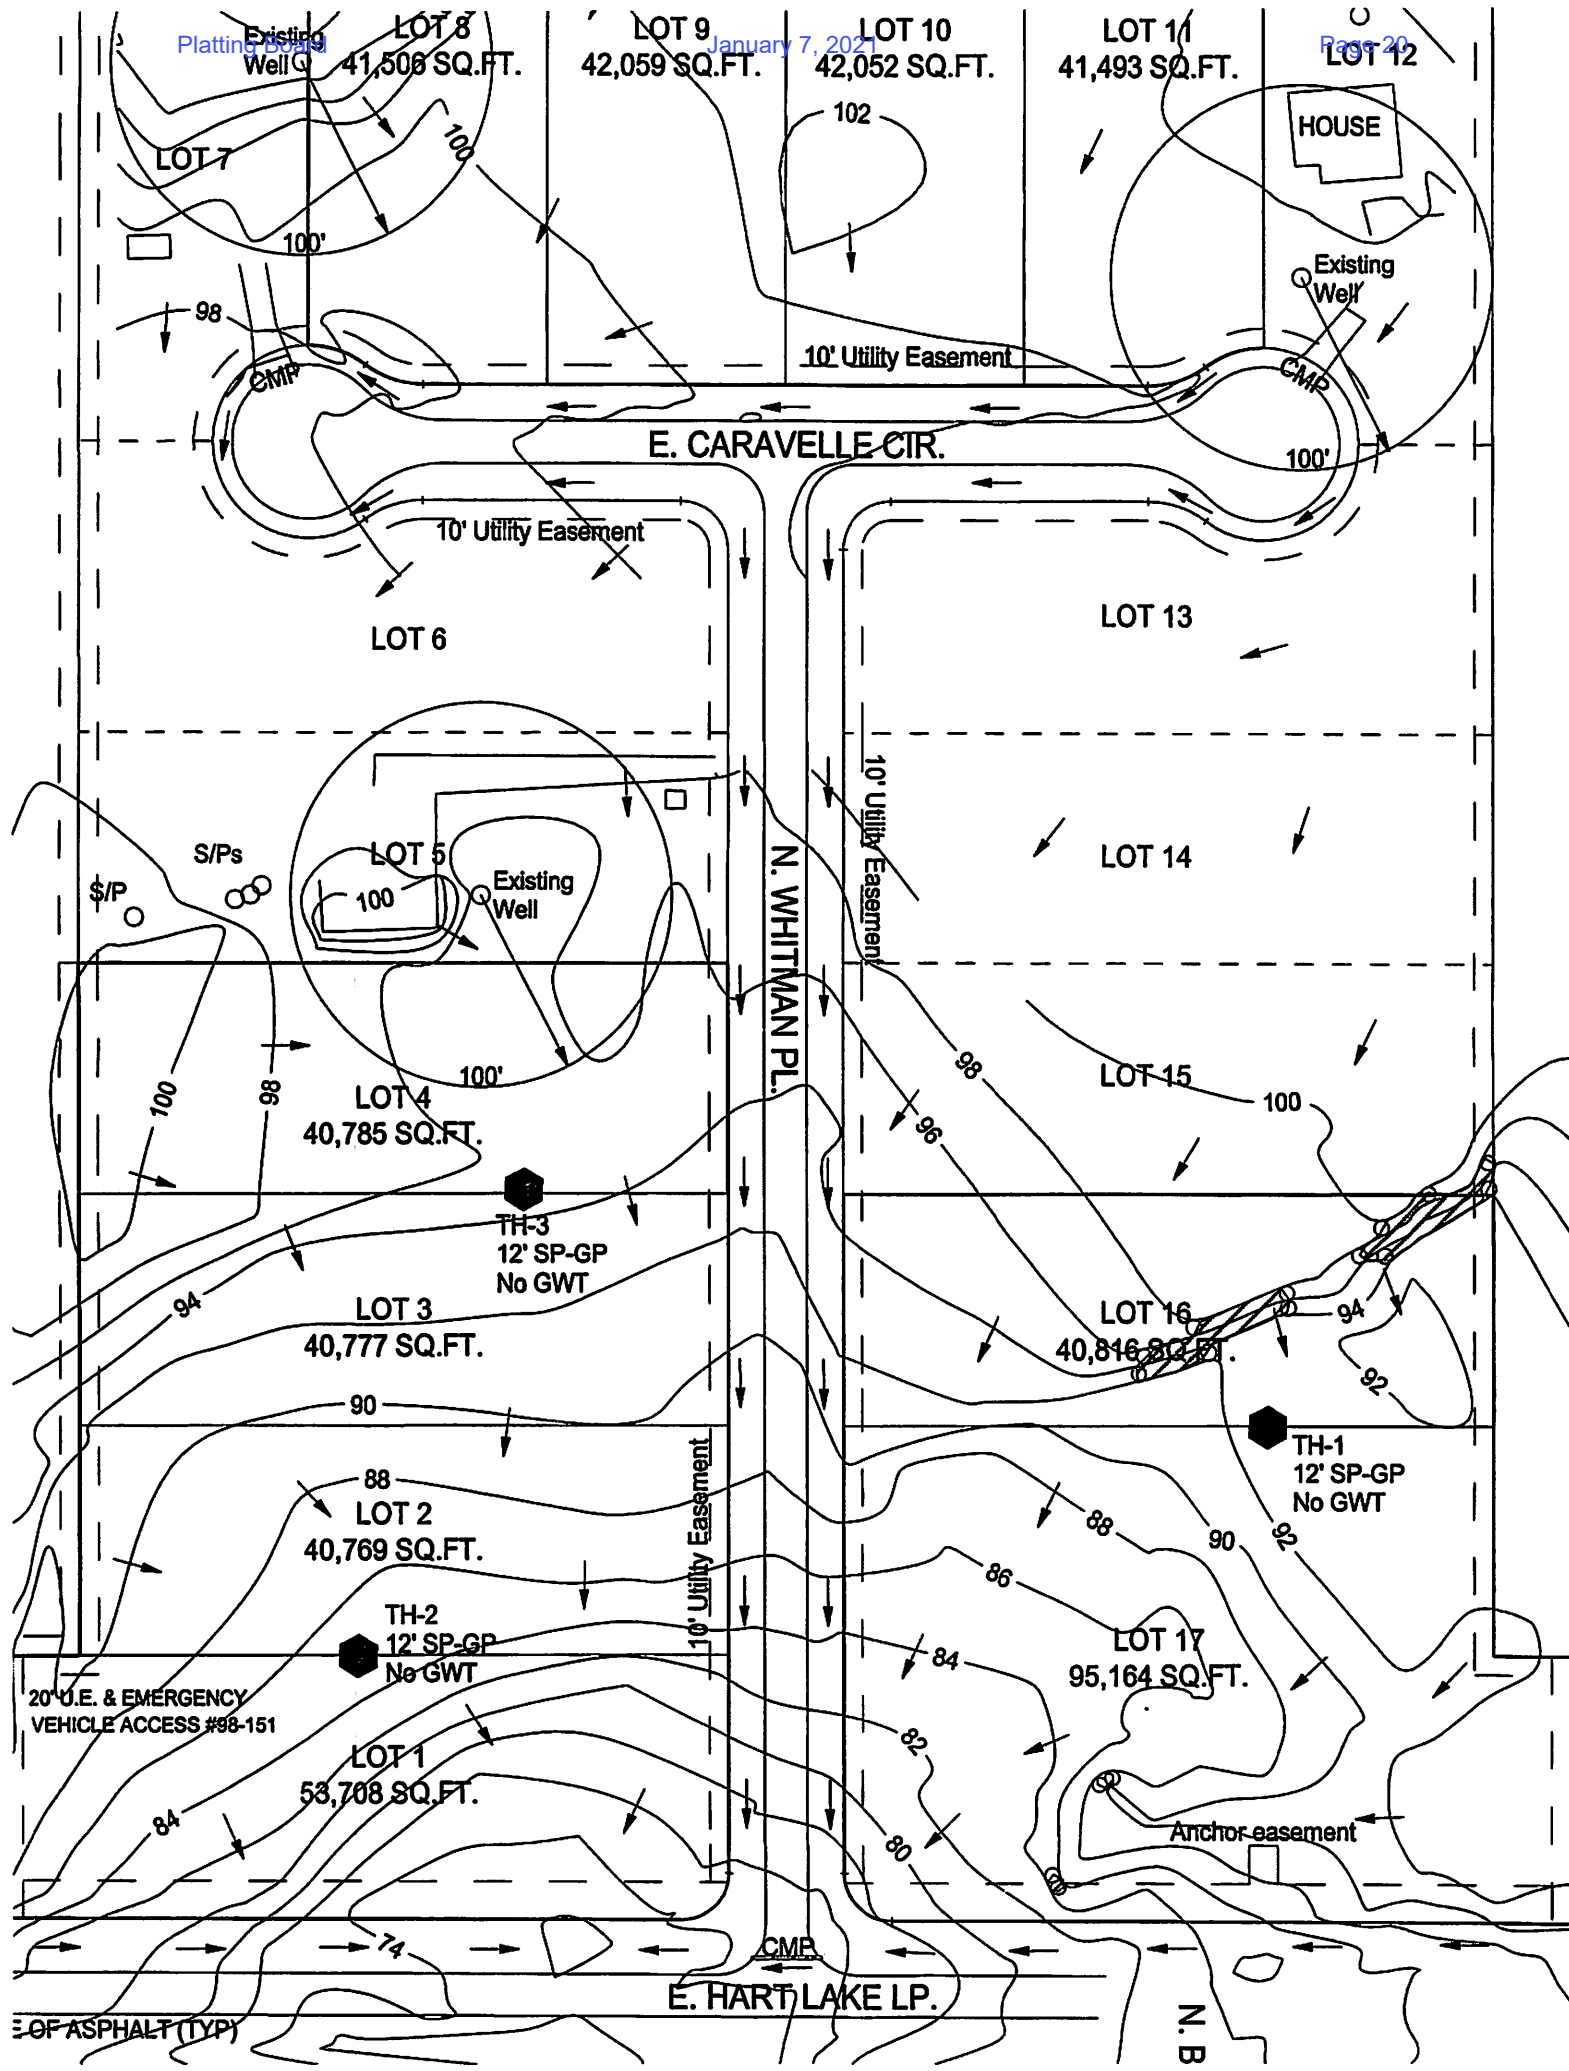 Platting Board
January 7, 2021
Page 20
Existing
Well
LOT 8
41,506 SQ.FT.
LOT 9
42,059 SQ.FT.
LOT 10
42,052 SQ.FT.
LOT 11
41,493 SQ.FT.
LOT 12
HOUSE
102
100
LOT 7
100'
98
Existing
Well
CMP
10' Utility Easement
CMP
E. CARAVELLE CIR.
100'
10' Utility Easement
LOT 6
LOT 13
10' Utility Easement
S/Ps
S/P
LOT 5
100
Existing
Well
N. WHITMAN PL.
LOT 14
100'
100
98
LOT 4
40,785 SQ.FT.
98
96
LOT 15
100
TH-3
12' SP-GP
No GWT
94
LOT 3
40,777 SQ.FT.
LOT 16
40,816 SQ.FT.
94
92
90
TH-1
12' SP-GP
No GWT
88
LOT 2
40,769 SQ.FT.
10' Utility Easement
88
90
92
86
TH-2
12' SP-GP
No GWT
84
LOT 17
95,164 SQ.FT.
20' U.E. & EMERGENCY
VEHICLE ACCESS #98-151
LOT 1
53,708 SQ.FT.
82
84
80
Anchor easement
74
CMP
E. HART LAKE LP.
E OF ASPHALT (TYP)
N. B